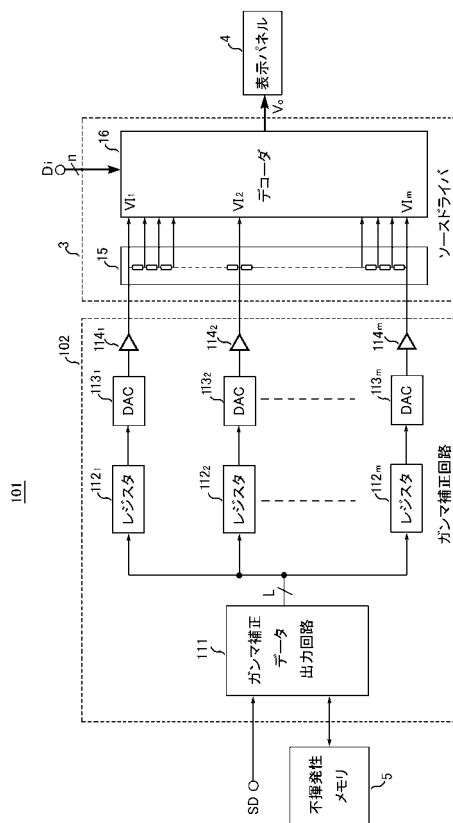 101
102
SD
不揮発性
メモリ
5
111
ガンマ補正
データ
出力回路
L
112₁
レジスタ
113₁
DAC
114₁
112₂
レジスタ
113₂
DAC
114₂
112ₘ
レジスタ
113ₘ
DAC
114ₘ
ガンマ補正回路
3
15
Di
n
16
VI₁
VI₂
VIₘ
デコーダ
ソースドライバ
Vo
4
表示パネル